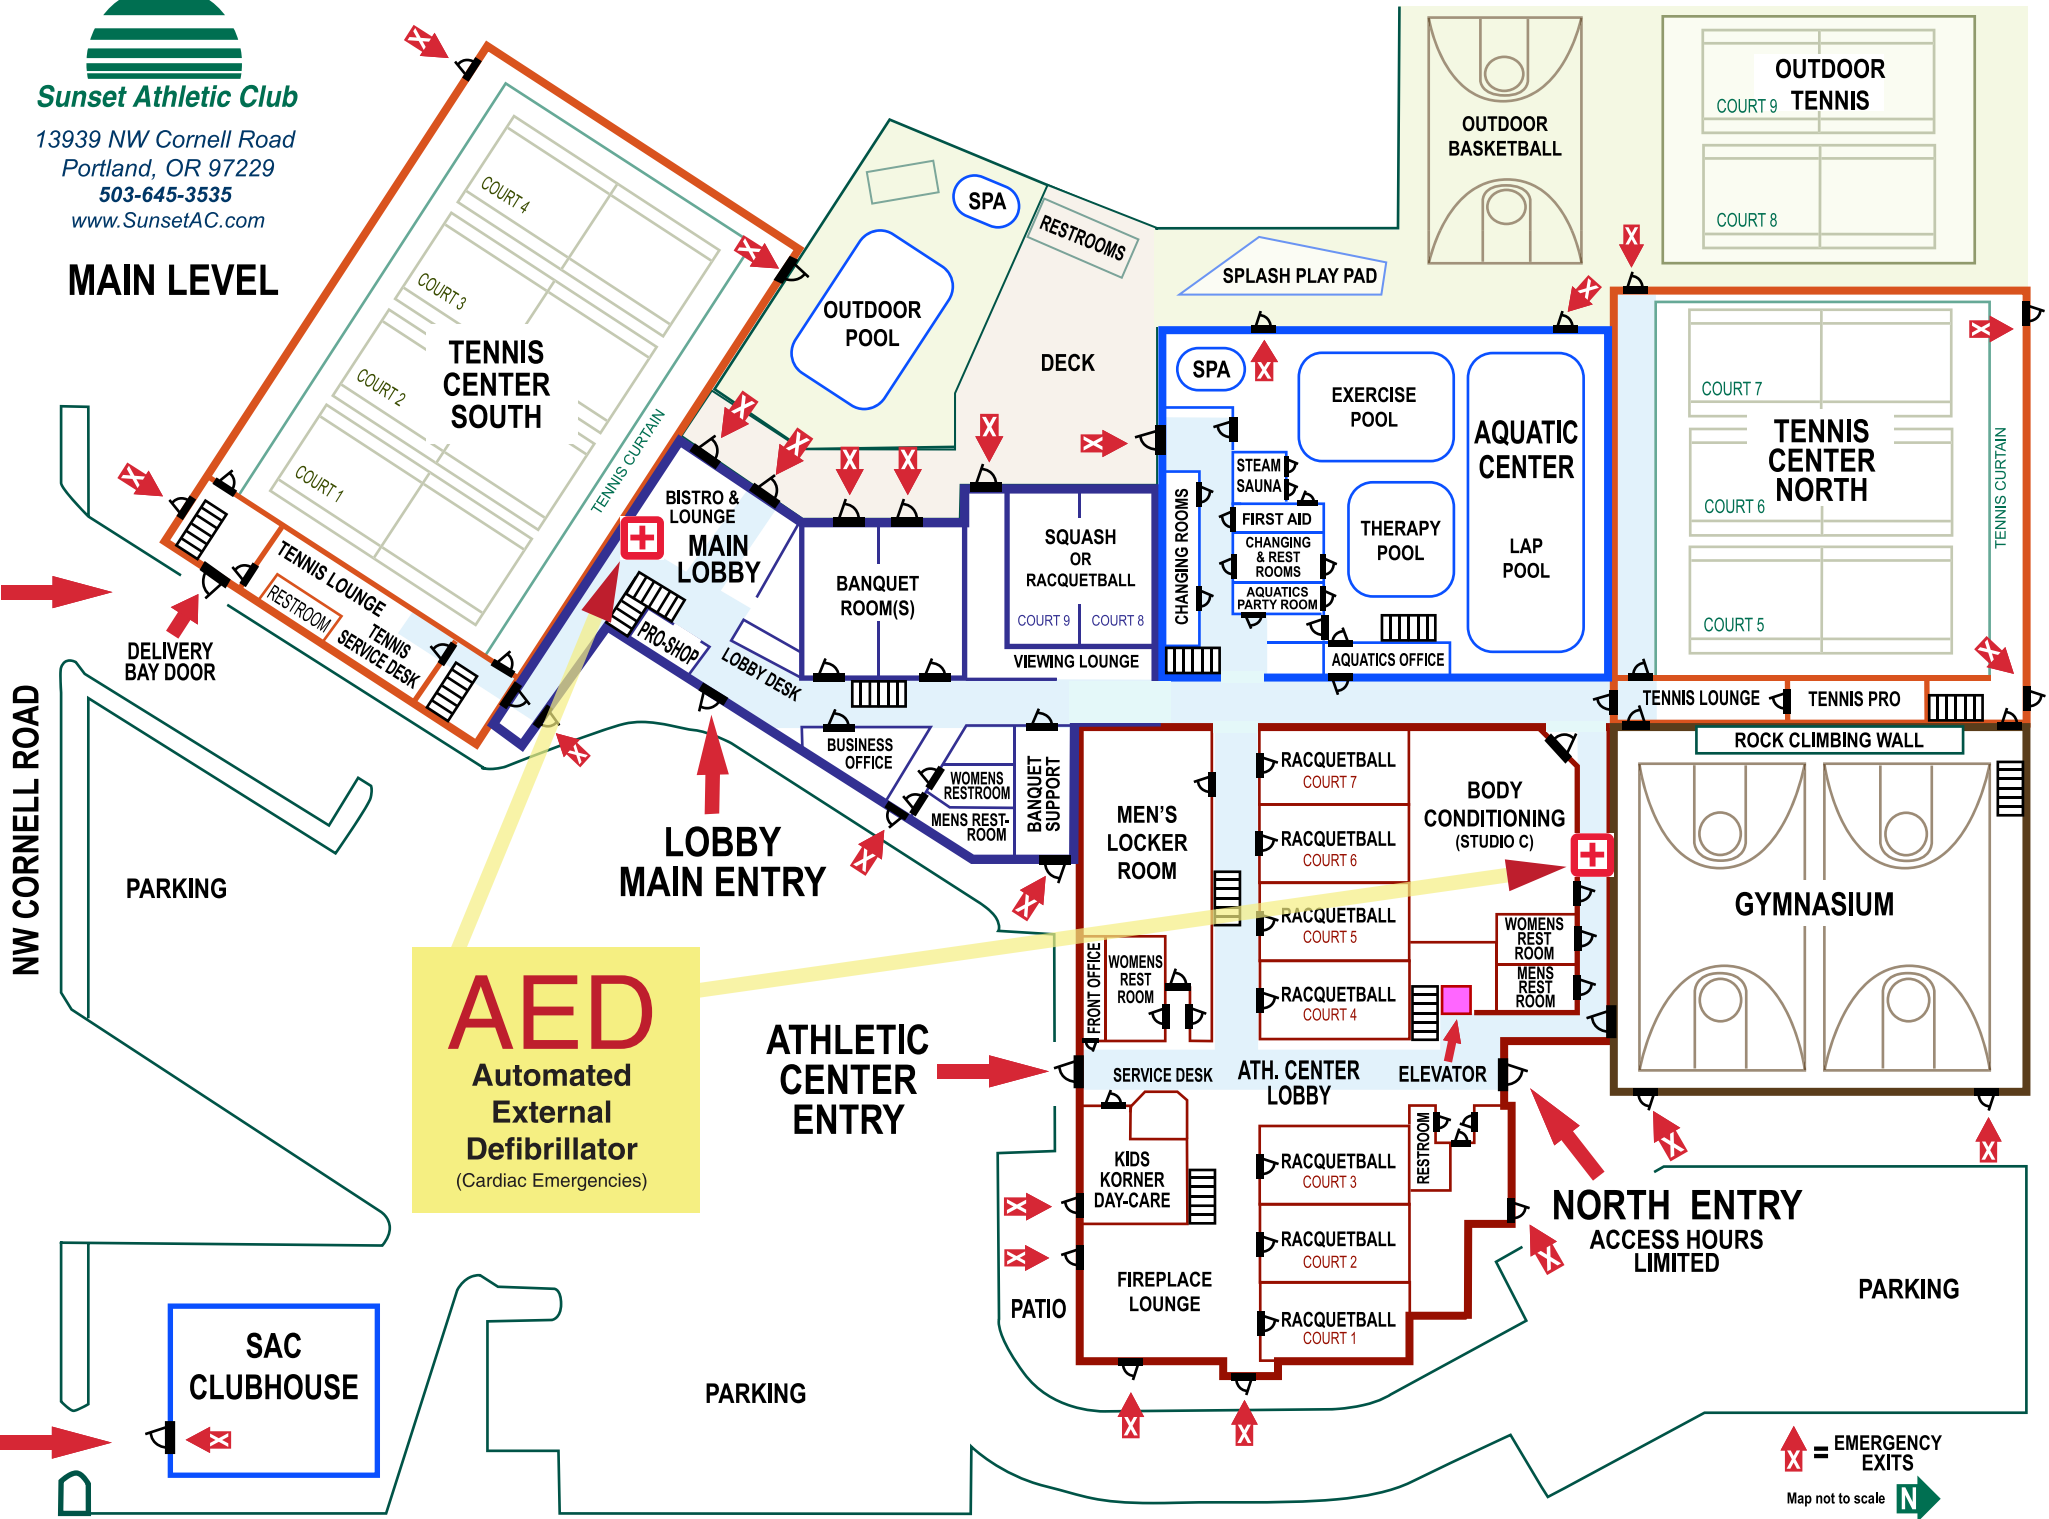 Sunset Athletic Club
13939 NW Cornell Road
Portland, OR 97229
503-645-3535
www.SunsetAC.com
MAIN LEVEL
X
COURT 4
COURT 3
COURT 2
COURT 1
TENNIS
CENTER
SOUTH
TENNIS CURTAIN
X
X
TENNIS LOUNGE
RESTROOM
TENNIS
SERVICE DESK
DELIVERY
BAY DOOR
SPA
RESTROOMS
OUTDOOR
POOL
DECK
SPLASH PLAY PAD
OUTDOOR
BASKETBALL
OUTDOOR
TENNIS
COURT 9
COURT 8
X
X
X
X
X
X
X
X
X
X
BISTRO &
LOUNGE
MAIN
LOBBY
PRO-SHOP
LOBBY DESK
BANQUET
ROOM(S)
SQUASH
OR
RACQUETBALL
COURT 9
COURT 8
VIEWING LOUNGE
SPA
EXERCISE
POOL
AQUATIC
CENTER
STEAM
SAUNA
FIRST AID
CHANGING
& REST
ROOMS
AQUATICS
PARTY ROOM
CHANGING ROOMS
THERAPY
POOL
LAP
POOL
AQUATICS OFFICE
COURT 7
TENNIS
CENTER
NORTH
COURT 6
COURT 5
TENNIS CURTAIN
X
X
TENNIS LOUNGE
TENNIS PRO
ROCK CLIMBING WALL
GYMNASIUM
BUSINESS
OFFICE
WOMENS
RESTROOM
MENS REST-
ROOM
BANQUET
SUPPORT
X
X
X
LOBBY
MAIN ENTRY
NW CORNELL ROAD
PARKING
AED
Automated
External
Defibrillator
(Cardiac Emergencies)
MEN'S
LOCKER
ROOM
FRONT OFFICE
WOMENS
REST
ROOM
RACQUETBALL
COURT 7
RACQUETBALL
COURT 6
RACQUETBALL
COURT 5
RACQUETBALL
COURT 4
BODY
CONDITIONING
(STUDIO C)
WOMENS
REST
ROOM
MENS
REST
ROOM
ATHLETIC
CENTER
ENTRY
SERVICE DESK
ATH. CENTER
LOBBY
ELEVATOR
KIDS
KORNER
DAY-CARE
RACQUETBALL
COURT 3
RACQUETBALL
COURT 2
RACQUETBALL
COURT 1
RESTROOM
FIREPLACE
LOUNGE
PATIO
X
X
X
X
X
X
X
NORTH ENTRY
ACCESS HOURS
LIMITED
PARKING
PARKING
SAC
CLUBHOUSE
X
X
= EMERGENCY
EXITS
Map not to scale
N